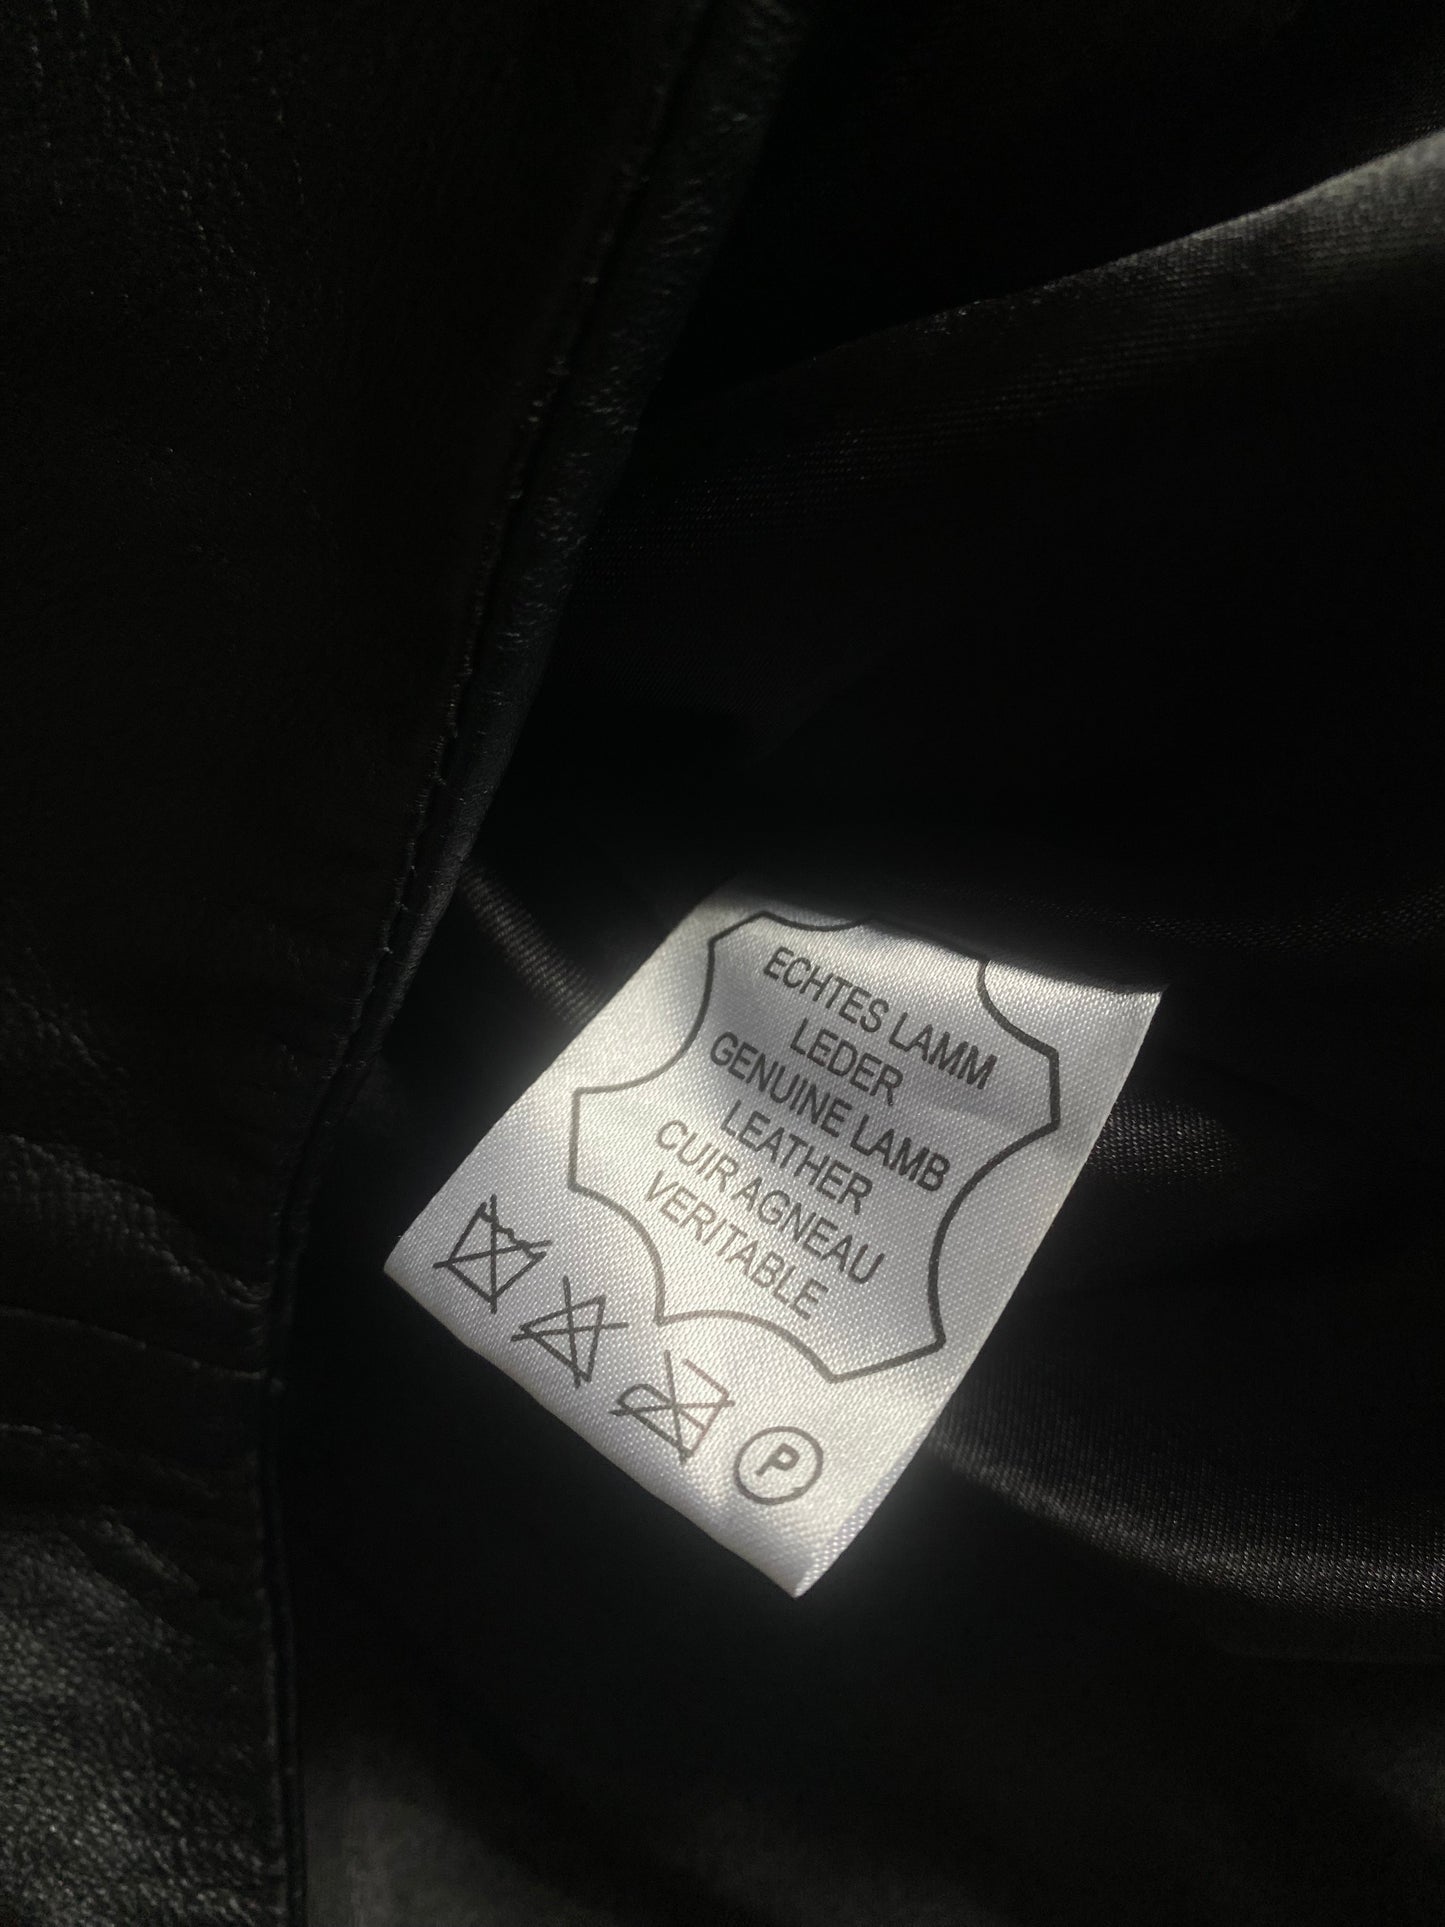 ECHTES LAMM
LEDER
GENUINE LAMB
LEATHER
CUIR AGNEAU
VERITABLE
P